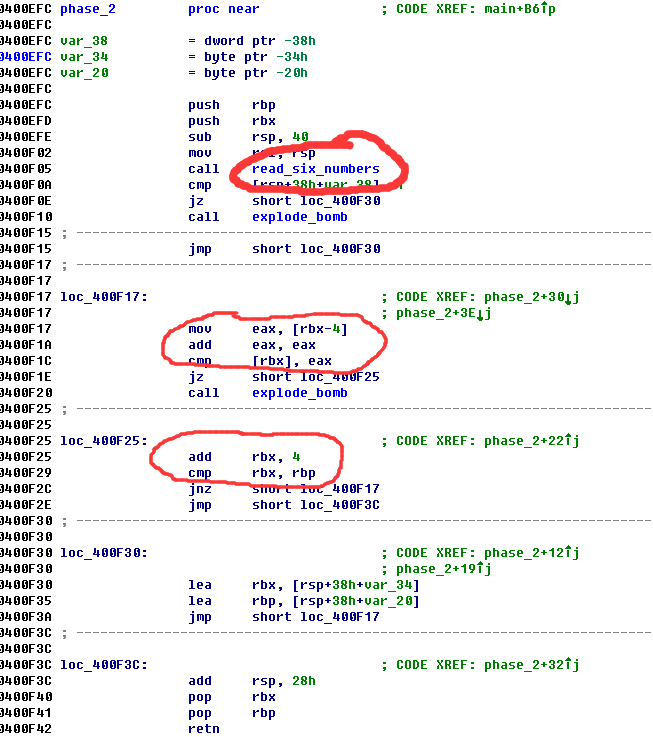 0400EFC phase_2 proc near ; CODE XREF: main+B6↑p
0400EFC
0400EFC var_38 = dword ptr -38h
0400EFC var_34 = byte ptr -34h
0400EFC var_20 = byte ptr -20h
0400EFC
0400EFC push rbp
0400EFD push rbx
0400EFE sub rsp, 40
0400F02 mov rsi, rsp
0400F05 call read_six_numbers
0400F0A cmp [rsp+38h+var_38]
0400F0E jz short loc_400F30
0400F10 call explode_bomb
0400F15 ; ---------------------------------------------------------------------------
0400F15 jmp short loc_400F30
0400F17 ; ---------------------------------------------------------------------------
0400F17
0400F17 loc_400F17: ; CODE XREF: phase_2+30↓j
0400F17 ; phase_2+3E↓j
0400F17 mov eax, [rbx-4]
0400F1A add eax, eax
0400F1C cmp [rbx], eax
0400F1E jz short loc_400F25
0400F20 call explode_bomb
0400F25 ; ---------------------------------------------------------------------------
0400F25
0400F25 loc_400F25: ; CODE XREF: phase_2+22↑j
0400F25 add rbx, 4
0400F29 cmp rbx, rbp
0400F2C jnz short loc_400F17
0400F2E jmp short loc_400F3C
0400F30 ; ---------------------------------------------------------------------------
0400F30
0400F30 loc_400F30: ; CODE XREF: phase_2+12↑j
0400F30 ; phase_2+19↑j
0400F30 lea rbx, [rsp+38h+var_34]
0400F35 lea rbp, [rsp+38h+var_20]
0400F3A jmp short loc_400F17
0400F3C ; ---------------------------------------------------------------------------
0400F3C
0400F3C loc_400F3C: ; CODE XREF: phase_2+32↑j
0400F3C add rsp, 28h
0400F40 pop rbx
0400F41 pop rbp
0400F42 retn